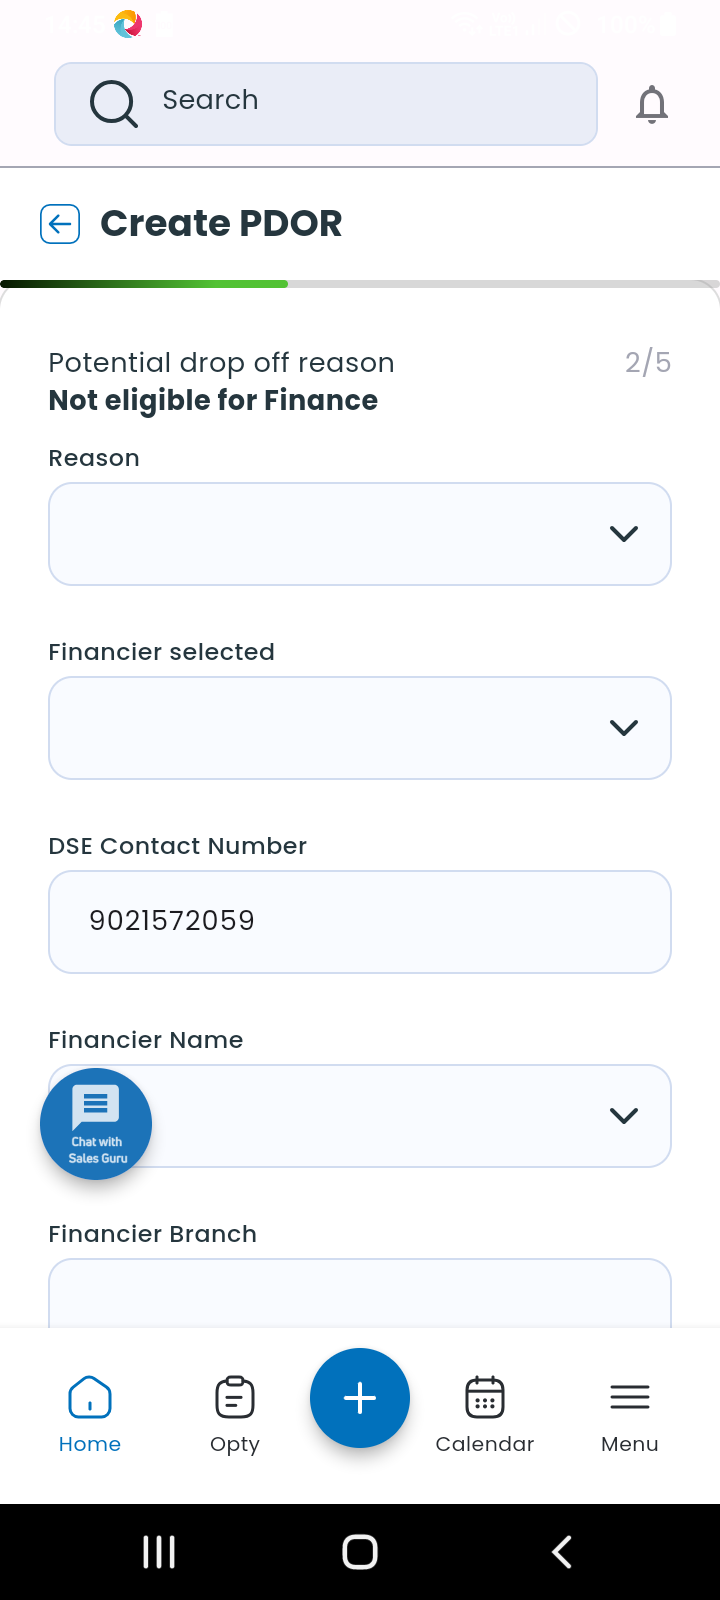 Search
Create PDOR
Potential drop off reason
2/5
Not eligible for Finance
Reason
Financier selected
DSE Contact Number
9021572059
Financier Name
Chat with
Sales Guru
Financier Branch
Home
Opty
Calendar
Menu